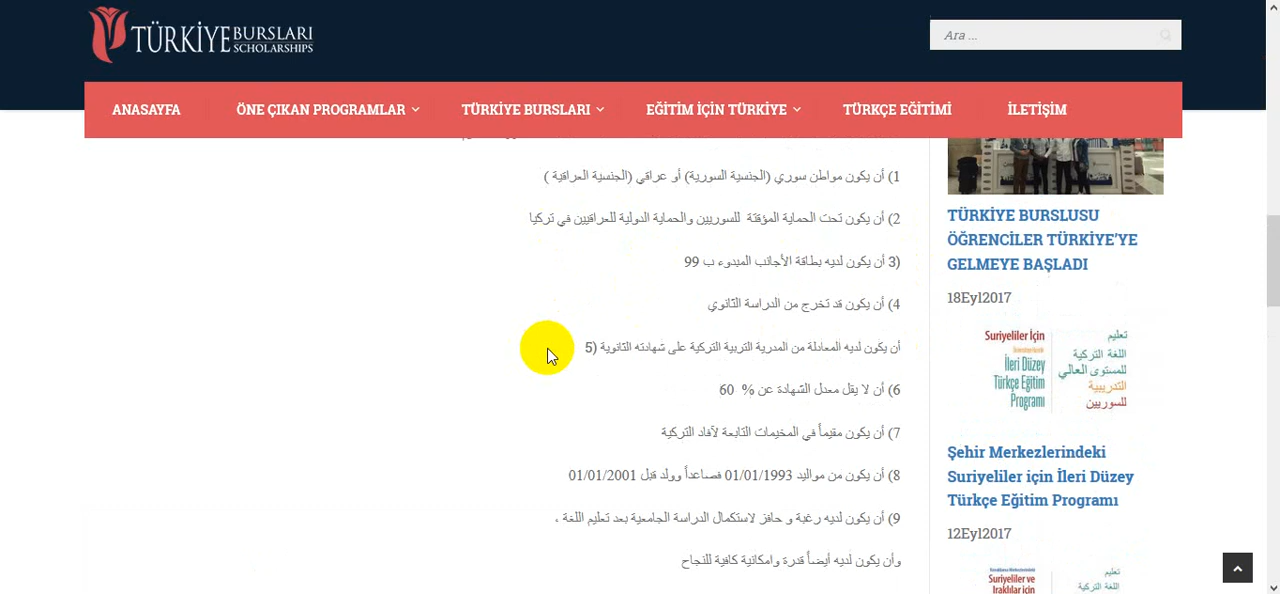 TÜRKİYE BURSLARI
SCHOLARSHIPS
Ara ...
ANASAYFA
ÖNE ÇIKAN PROGRAMLAR
TÜRKİYE BURSLARI
EĞİTİM İÇİN TÜRKİYE
TÜRKÇE EĞİTİMİ
İLETİŞİM
1) أن يكون مواطن سوري (الجنسية السورية) أو عراقي (الجنسية العراقية )
2) أن يكون تحت الحماية المؤقتة للسوريين والحماية الدولية للعراقيين في تركيا
3) أن يكون لديه بطاقة الأجانب المبدوء ب 99
4) أن يكون قد تخرج من الدراسة الثانوي
أن يكون لديه المعادلة من المدرية التربية التركية على شهادته الثانوية (5
6) أن لا يقل معدل الشهادة عن % 60
7) أن يكون مقيماً في المخيمات التابعة لآفاد التركية
8) أن يكون من مواليد 01/01/1993 فصاعداً وولد قبل 01/01/2001
9) أن يكون لديه رغبة و حافز لاستكمال الدراسة الجامعية بعد تعليم اللغة ،
وأن يكون لديه أيضاً قدرة وامكانية كافية للنجاح
TÜRKİYE BURSLUSU
ÖĞRENCİLER TÜRKİYE'YE
GELMEYE BAŞLADI
18Eyl2017
Suriyeliler İçin
İleri Düzey
Türkçe Eğitim
Programı
تعليم
اللغة التركية
للمستوى العالي
التدريبية
للسوريين
Şehir Merkezlerindeki
Suriyeliler için İleri Düzey
Türkçe Eğitim Programı
12Eyl2017
Suriyeliler ve
Iraklılar için
تعليم
اللغة التركية